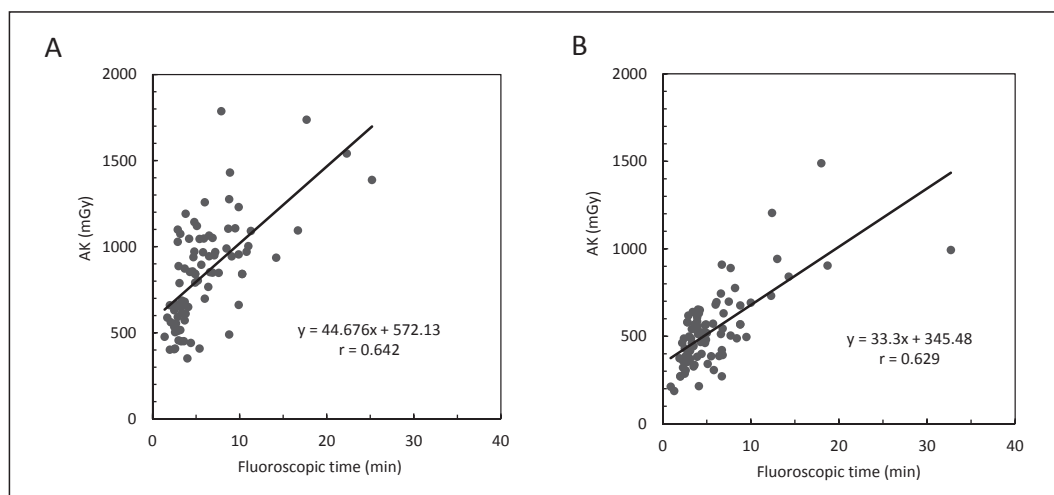 A
2000
1500
1000
500
0
AK (mGy)
y = 44.676x + 572.13
r = 0.642
0 10 20 30 40
Fluoroscopic time (min)
B
2000
1500
1000
500
0
AK (mGy)
y = 33.3x + 345.48
r = 0.629
0 10 20 30 40
Fluoroscopic time (min)